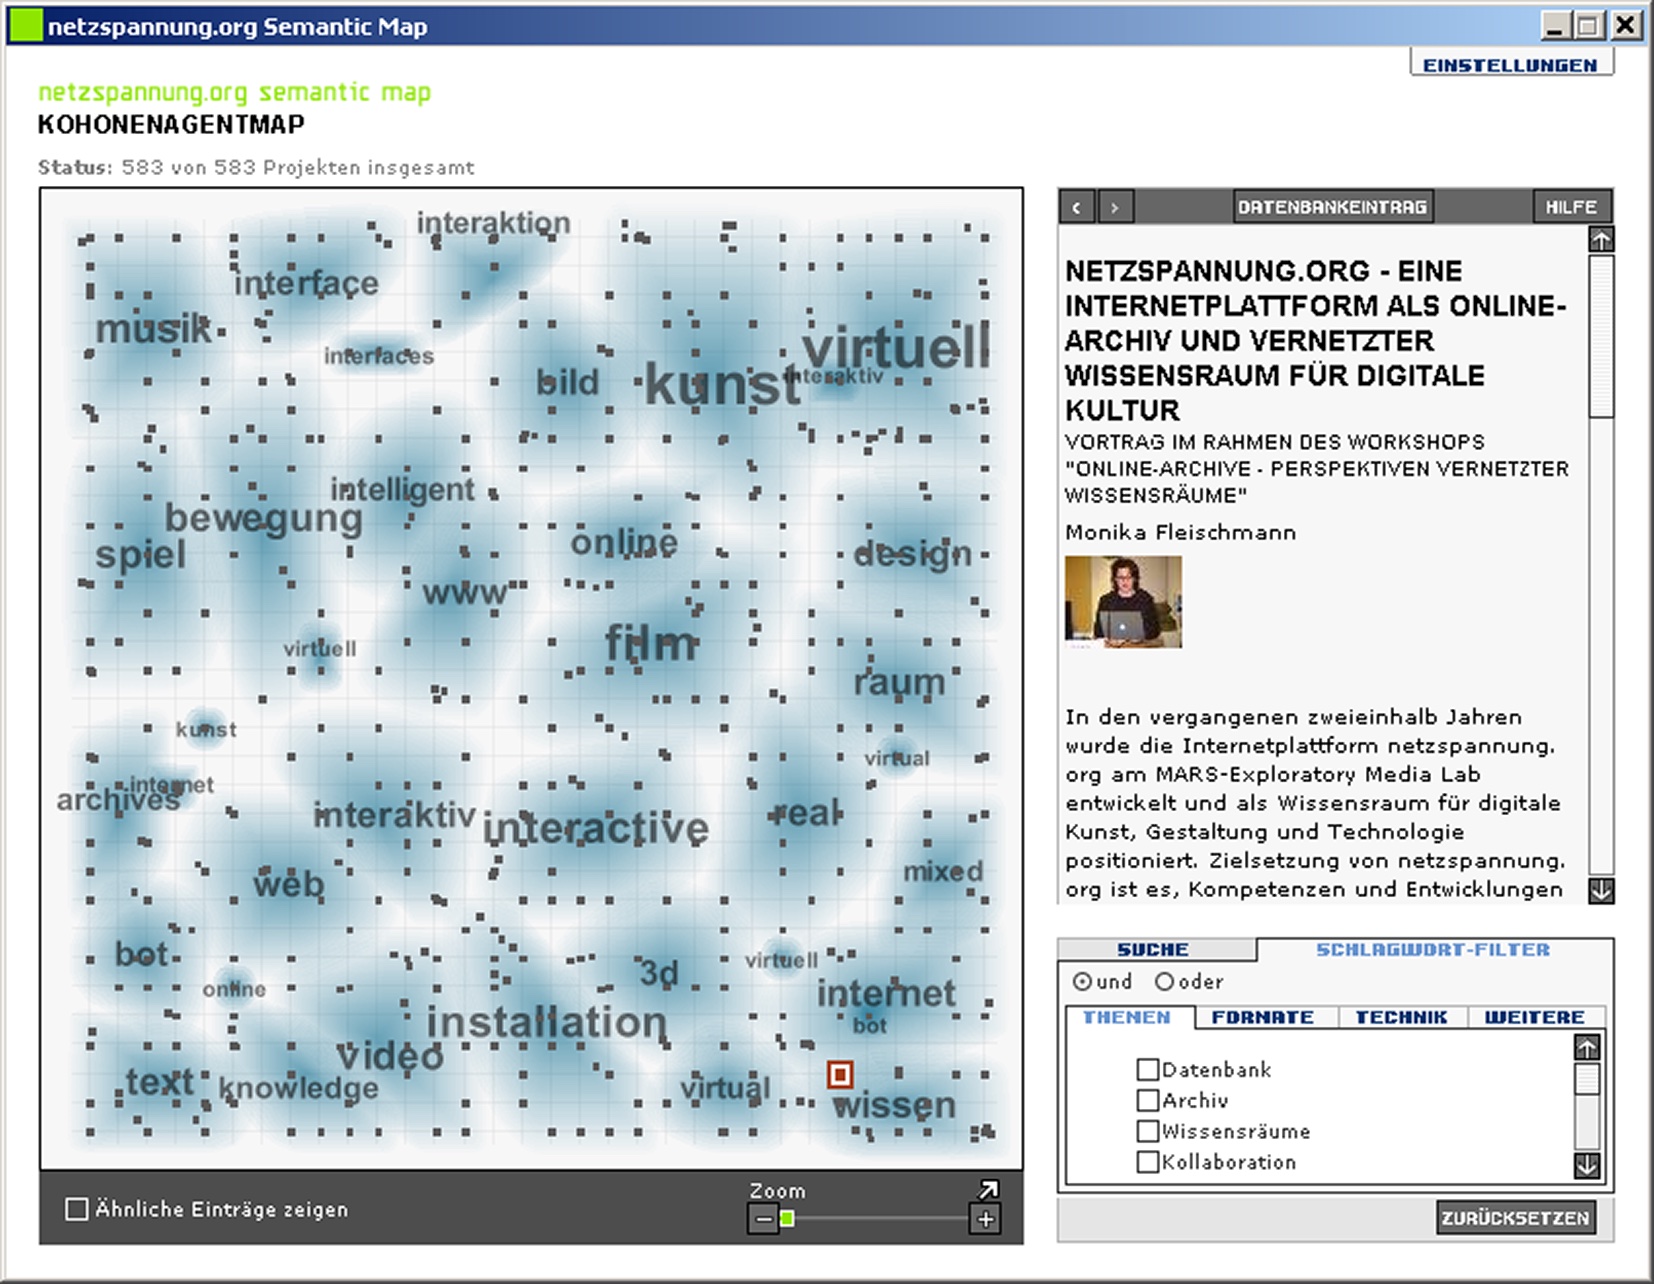 netzspannung.org Semantic Map
EINSTELLUNGEN
netzspannung.org semantic map
KOHONENAGENTMAP
Status: 583 von 583 Projekten insgesamt
interaktion
interface
musik
interfaces
virtuell
bild
kunst
interaktiv
intelligent
bewegung
spiel
online
design
www
virtuell
film
raum
kunst
virtual
internet
archives
interaktiv
interactive
real
mixed
web
bot
online
3d
virtuell
internet
bot
installation
video
text
knowledge
virtual
wissen
Ähnliche Einträge zeigen
Zoom
DATENBANKEINTRAG
HILFE
NETZSPANNUNG.ORG - EINE
INTERNETPLATTFORM ALS ONLINE-
ARCHIV UND VERNETZTER
WISSENSRAUM FÜR DIGITALE
KULTUR
VORTRAG IM RAHMEN DES WORKSHOPS
"ONLINE-ARCHIVE - PERSPEKTIVEN VERNETZTER
WISSENSRÄUME"
Monika Fleischmann
In den vergangenen zweieinhalb Jahren
wurde die Internetplattform netzspannung.
org am MARS-Exploratory Media Lab
entwickelt und als Wissensraum für digitale
Kunst, Gestaltung und Technologie
positioniert. Zielsetzung von netzspannung.
org ist es, Kompetenzen und Entwicklungen
SUCHE
SCHLAGWORT-FILTER
und oder
THEMEN FORMATE TECHNIK WEITERE
Datenbank
Archiv
Wissensräume
Kollaboration
ZURÜCKSETZEN